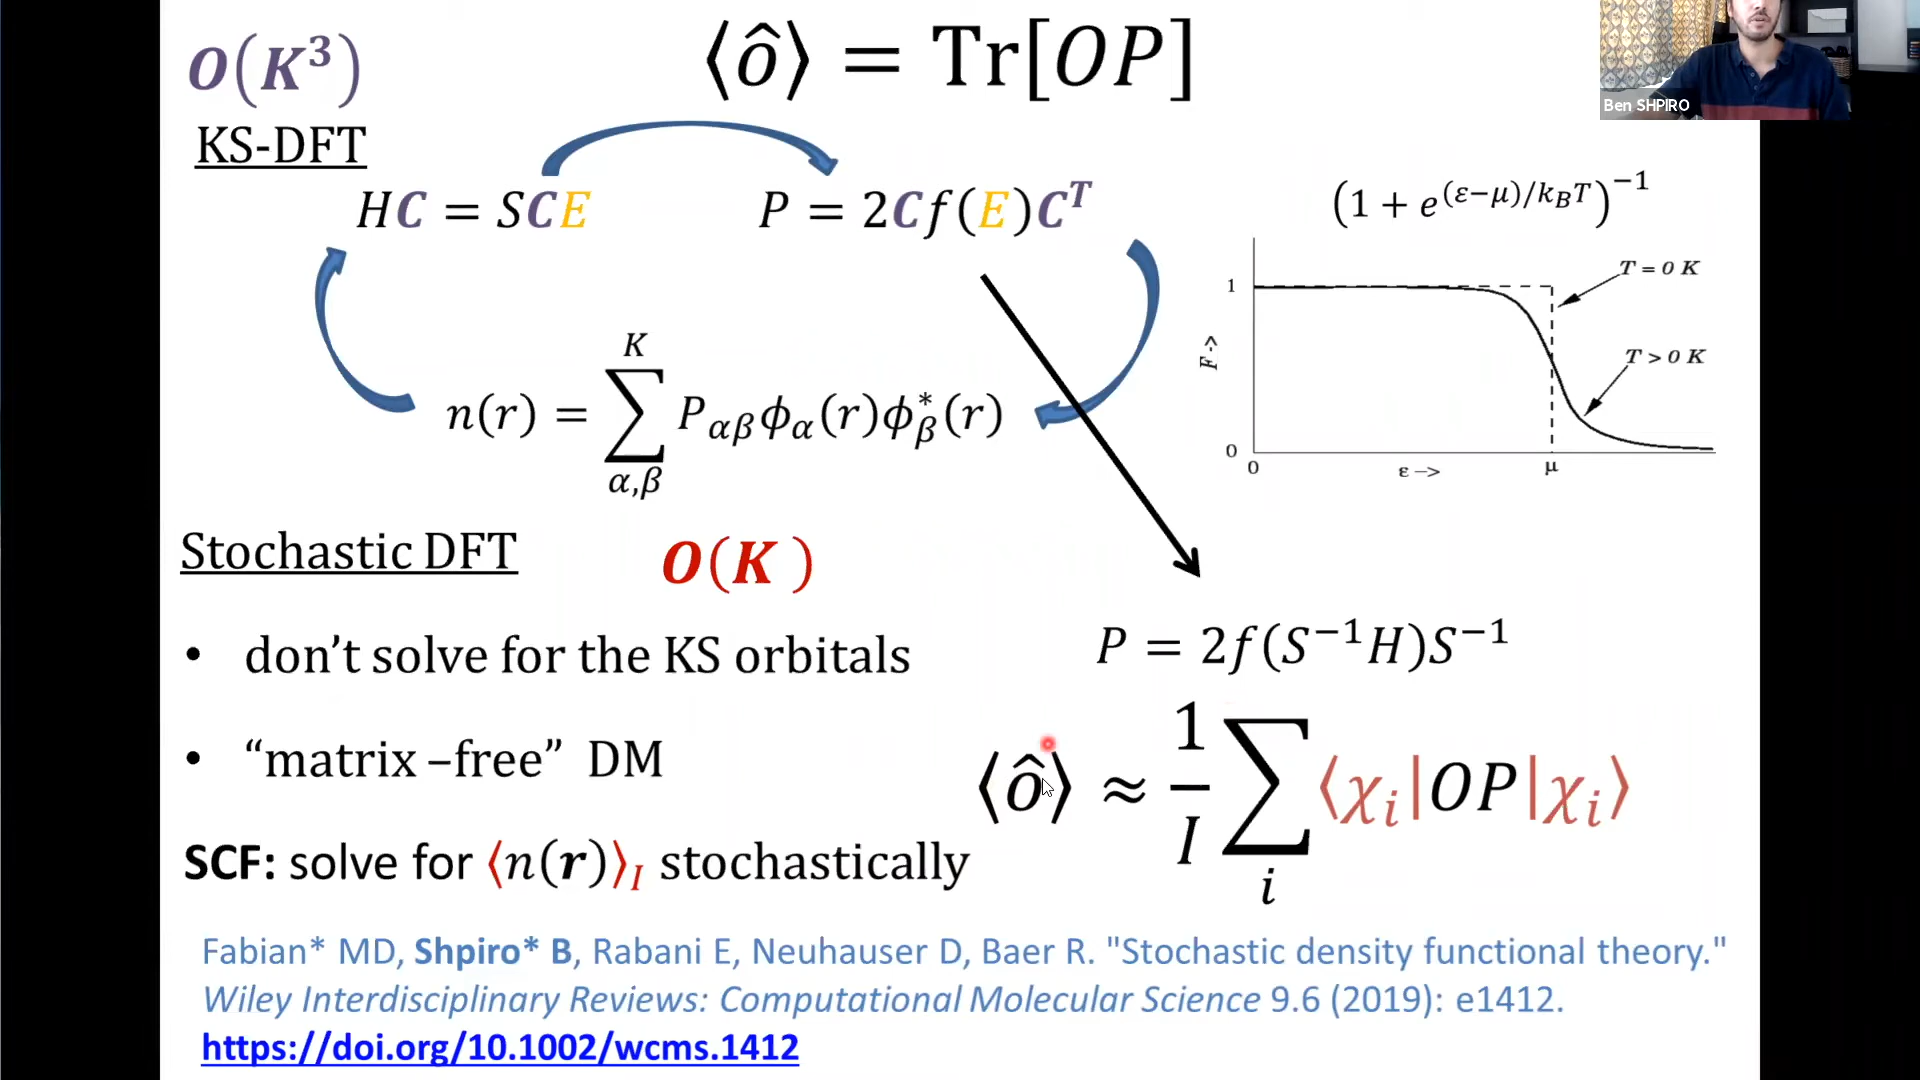 O(K³)
⟨ô⟩ = Tr[OP]
Ben SHPIRO
KS-DFT
HC = SCE
P = 2Cf(E)Cᵀ
(1 + e^{(ε−μ)/k_BT})^{−1}
T = 0 K
1
F ->
T > 0 K
0
0
ε –>
μ
n(r) = ∑_{α,β}^{K} P_{αβ}ϕ_α(r)ϕ_β^*(r)
Stochastic DFT
O(K )
• don’t solve for the KS orbitals
P = 2f(S⁻¹H)S⁻¹
• “matrix –free” DM
⟨ô⟩ ≈ 1/I ∑_i ⟨χ_i|OP|χ_i⟩
SCF: solve for ⟨n(r)⟩_I stochastically
Fabian* MD, Shpiro* B, Rabani E, Neuhauser D, Baer R. "Stochastic density functional theory."
Wiley Interdisciplinary Reviews: Computational Molecular Science 9.6 (2019): e1412.
https://doi.org/10.1002/wcms.1412